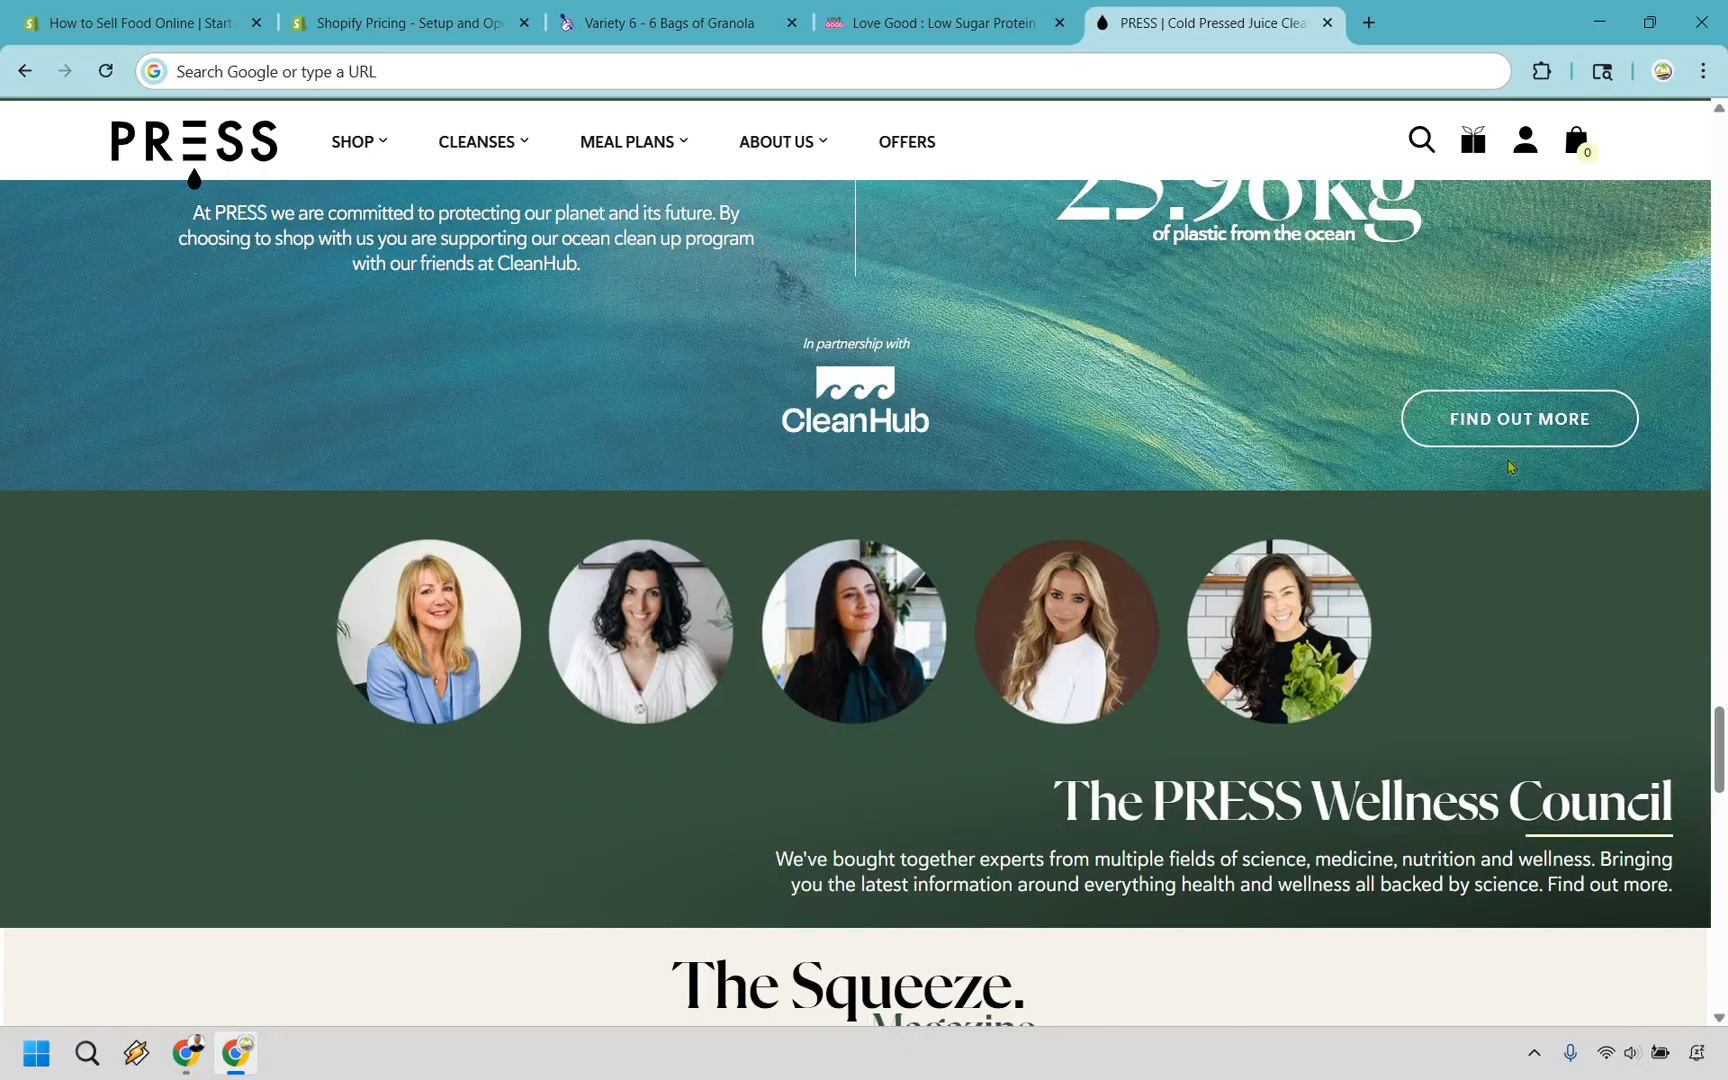 How to Sell Food Online | Start
Shopify Pricing - Setup and Op
Variety 6 - 6 Bags of Granola
Love Good : Low Sugar Protein
PRESS | Cold Pressed Juice Clea
Search Google or type a URL
PRESS
SHOP
CLEANSES
MEAL PLANS
ABOUT US
OFFERS
0
At PRESS we are committed to protecting our planet and its future. By
choosing to shop with us you are supporting our ocean clean up program
with our friends at CleanHub.
25.96kg
of plastic from the ocean
In partnership with
CleanHub
FIND OUT MORE
The PRESS Wellness Council
We've bought together experts from multiple fields of science, medicine, nutrition and wellness. Bringing
you the latest information around everything health and wellness all backed by science. Find out more.
The Squeeze.
Magazine